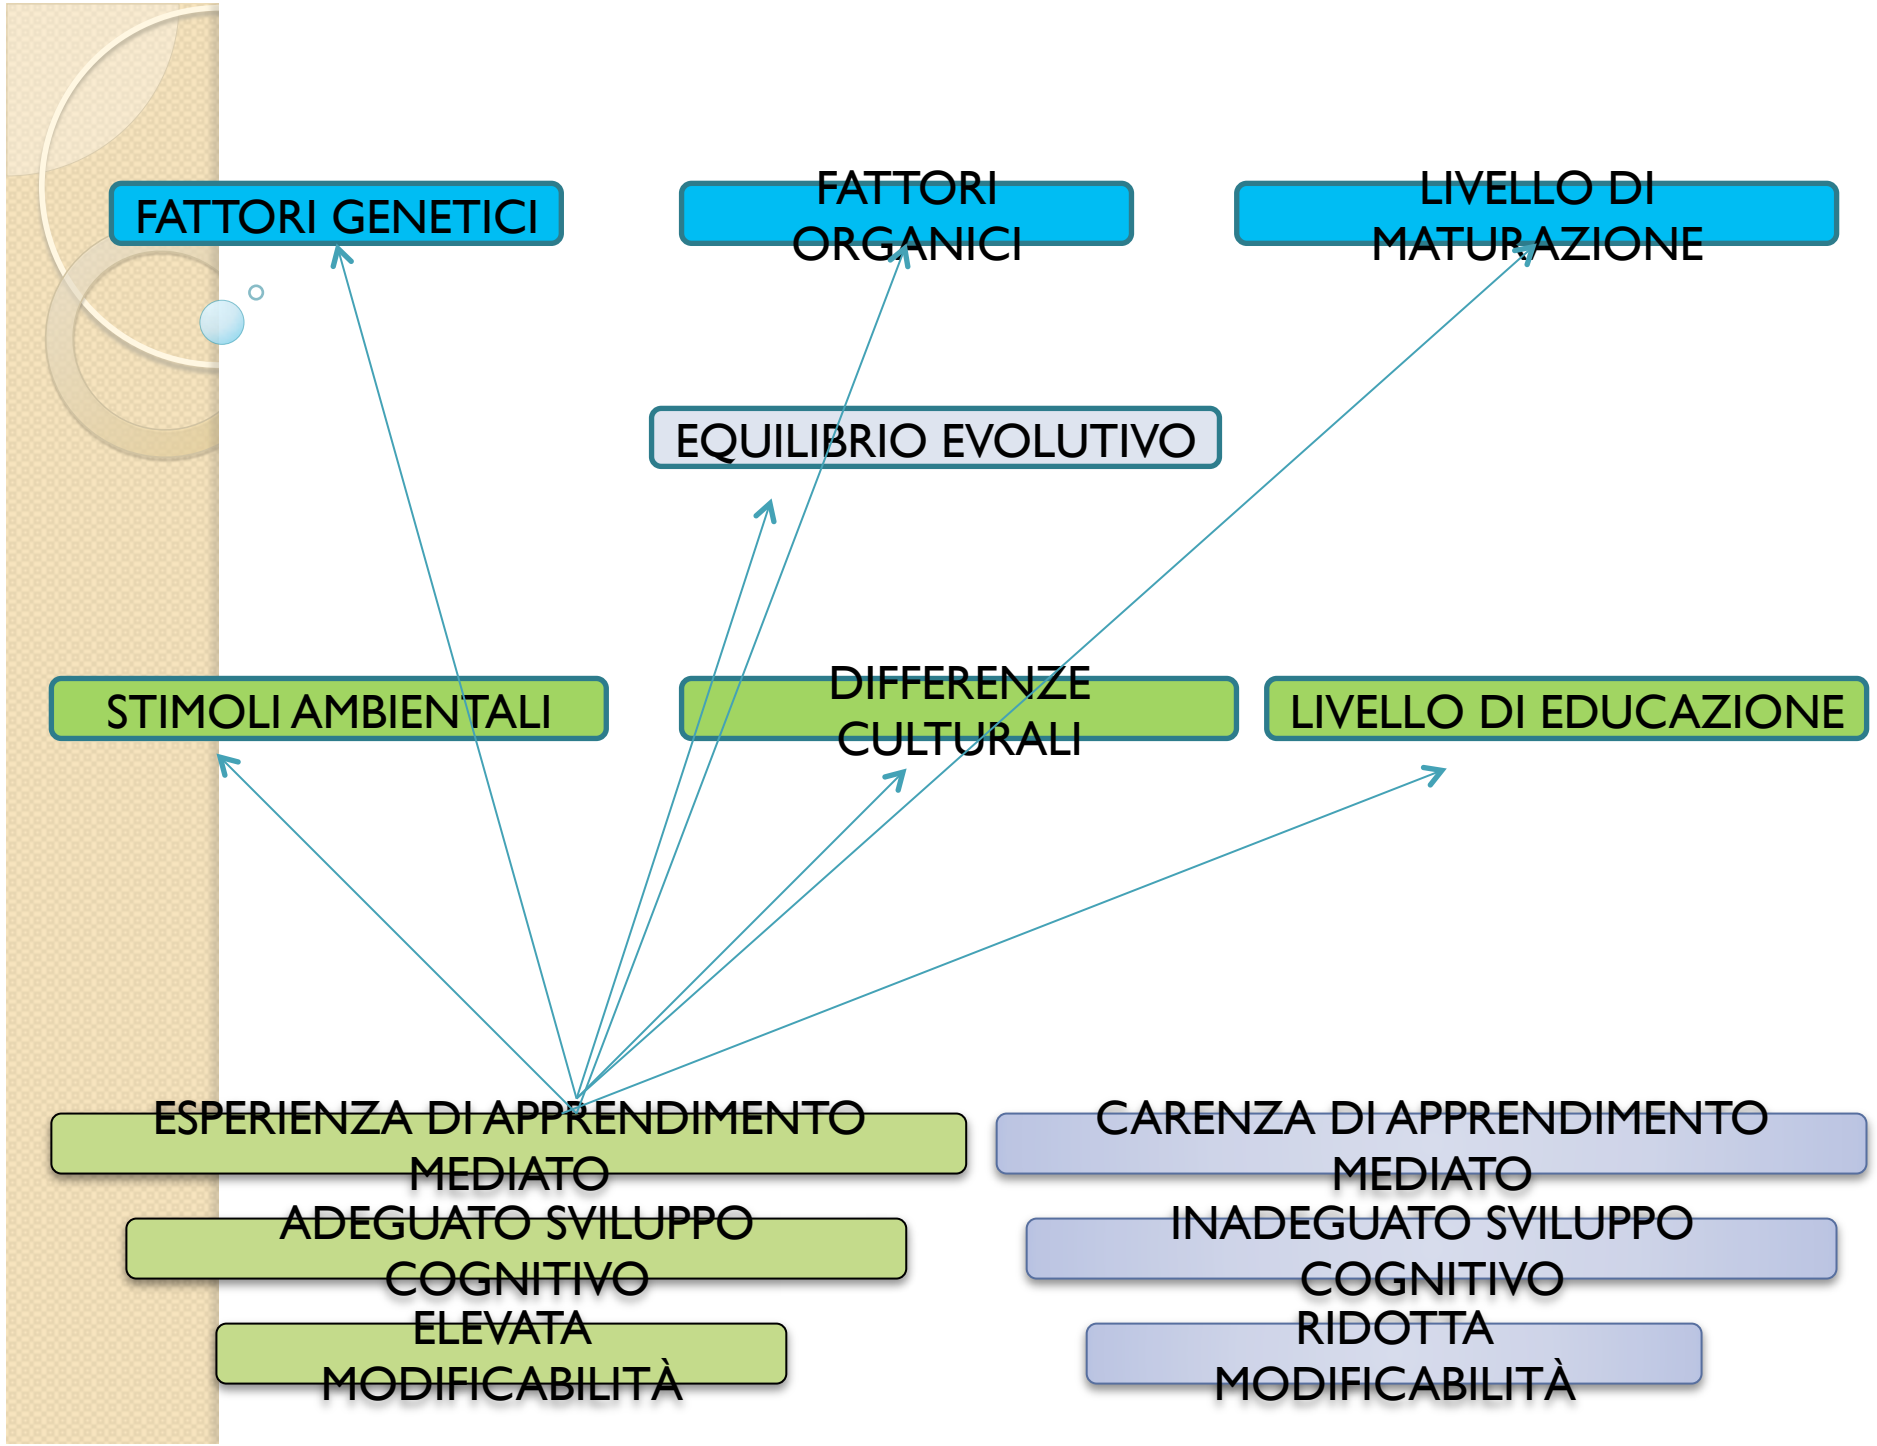 FATTORI GENETICI
FATTORI
ORGANICI
LIVELLO DI
MATURAZIONE
EQUILIBRIO EVOLUTIVO
STIMOLI AMBIENTALI
DIFFERENZE
CULTURALI
LIVELLO DI EDUCAZIONE
ESPERIENZA DI APPRENDIMENTO
MEDIATO
CARENZA DI APPRENDIMENTO
MEDIATO
ADEGUATO SVILUPPO
COGNITIVO
INADEGUATO SVILUPPO
COGNITIVO
ELEVATA
MODIFICABILITÀ
RIDOTTA
MODIFICABILITÀ